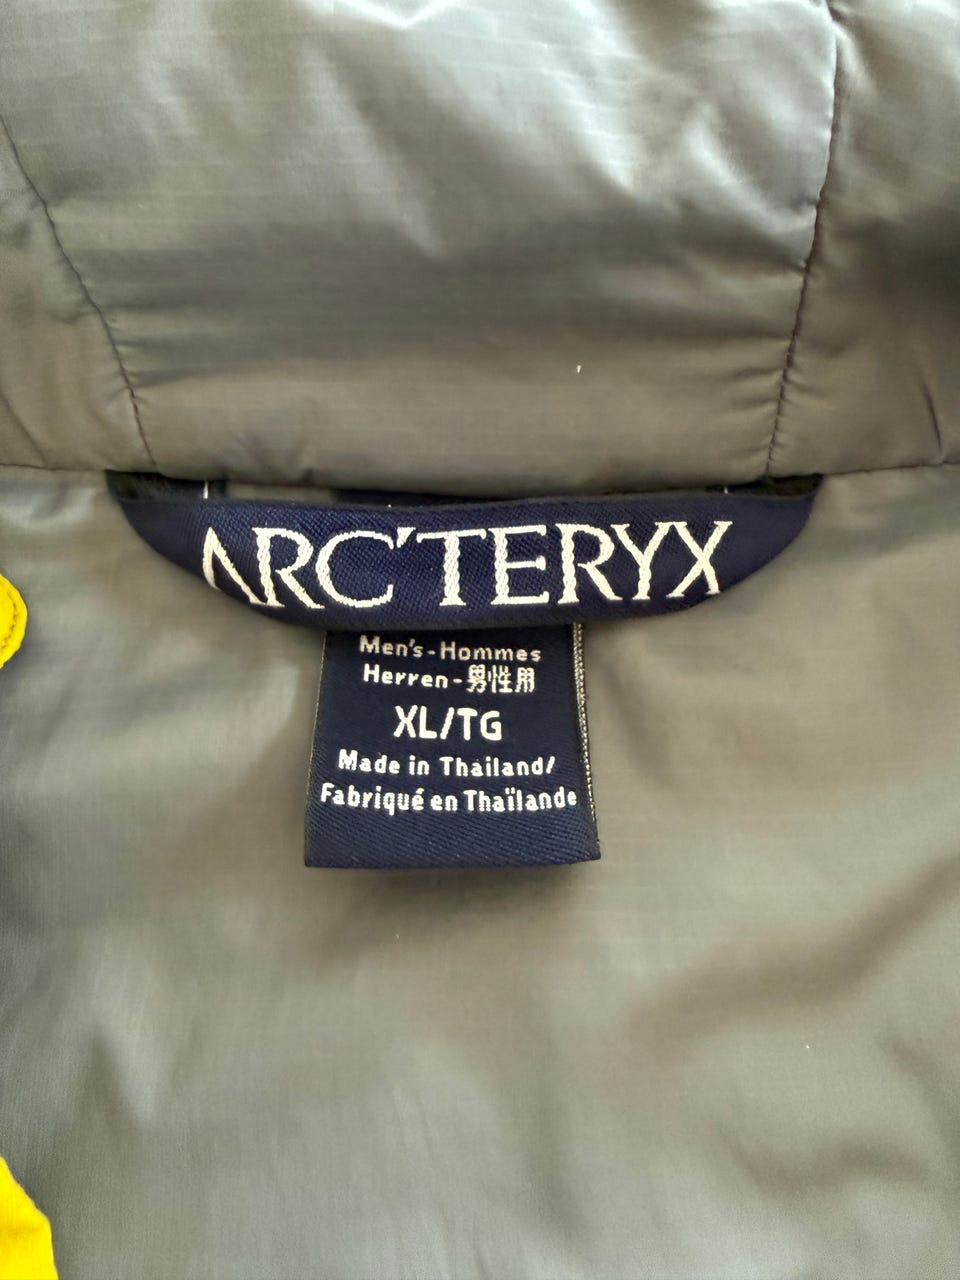 ARC'TERYX
Men's-Hommes
Herren-男性用
XL/TG
Made in Thailand/
Fabriqué en Thaïlande